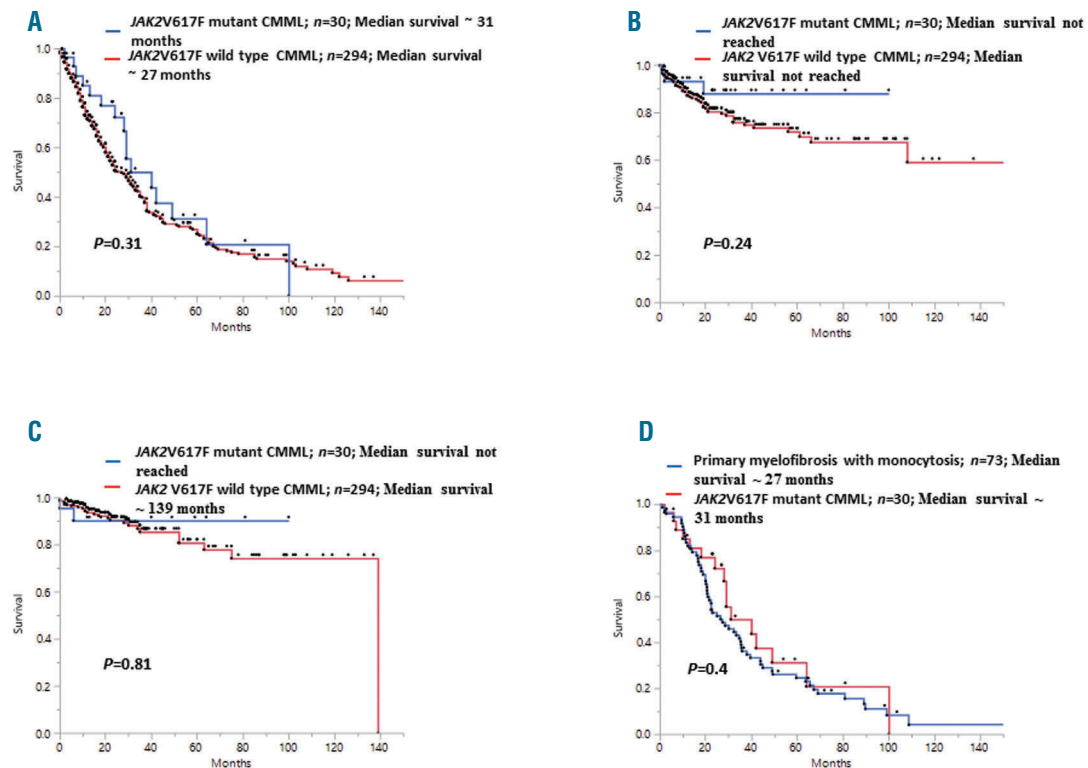 A
JAK2V617F mutant CMML; n=30; Median survival ~ 31
months
JAK2V617F wild type CMML; n=294; Median survival
~ 27 months
1.0
0.8
0.6
0.4
0.2
0.0
Survival
P=0.31
0 20 40 60 80 100 120 140
Months
B
JAK2V617F mutant CMML; n=30; Median survival not
reached
JAK2 V617F wild type CMML; n=294; Median
survival not reached
1.0
0.8
0.6
0.4
0.2
0.0
Survival
P=0.24
0 20 40 60 80 100 120 140
Months
C
JAK2V617F mutant CMML; n=30; Median survival not
reached
JAK2 V617F wild type CMML; n=294; Median survival
~ 139 months
1.0
0.8
0.6
0.4
0.2
0.0
Survival
P=0.81
0 20 40 60 80 100 120 140
Months
D
Primary myelofibrosis with monocytosis; n=73; Median
survival ~ 27 months
JAK2V617F mutant CMML; n=30; Median survival ~
31 months
1.0
0.8
0.6
0.4
0.2
0.0
Survival
P=0.4
0 20 40 60 80 100 120 140
Months